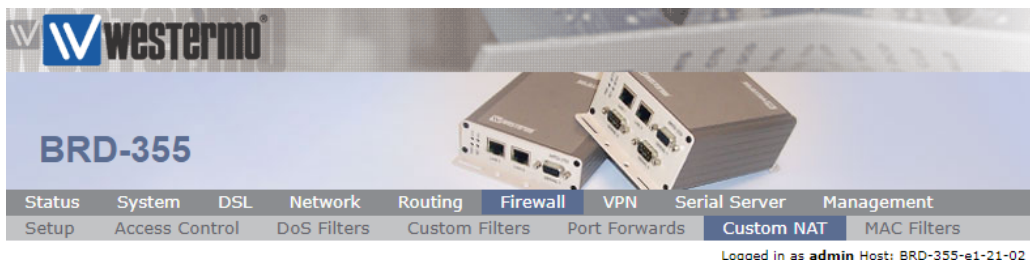 westermo®
BRD-355
Status System DSL Network Routing Firewall VPN Serial Server Management
Setup Access Control DoS Filters Custom Filters Port Forwards Custom NAT MAC Filters
Logged in as admin Host: BRD-355-e1-21-02